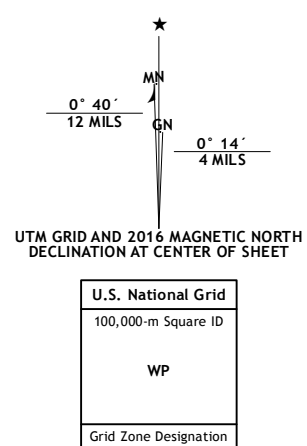 ★
MN
0° 40´
12 MILS
GN
0° 14´
4 MILS
UTM GRID AND 2016 MAGNETIC NORTH
DECLINATION AT CENTER OF SHEET
U.S. National Grid
100,000-m Square ID
WP
Grid Zone Designation